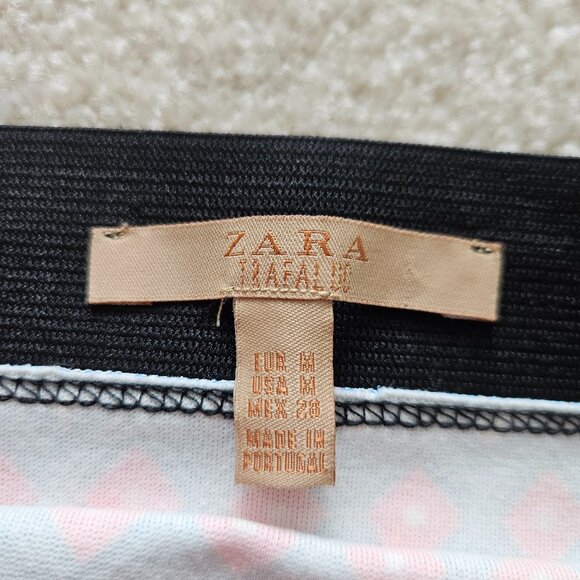 ZARA
TRAFALUC
EUR M
USA M
MEX 28
MADE IN
PORTUGAL